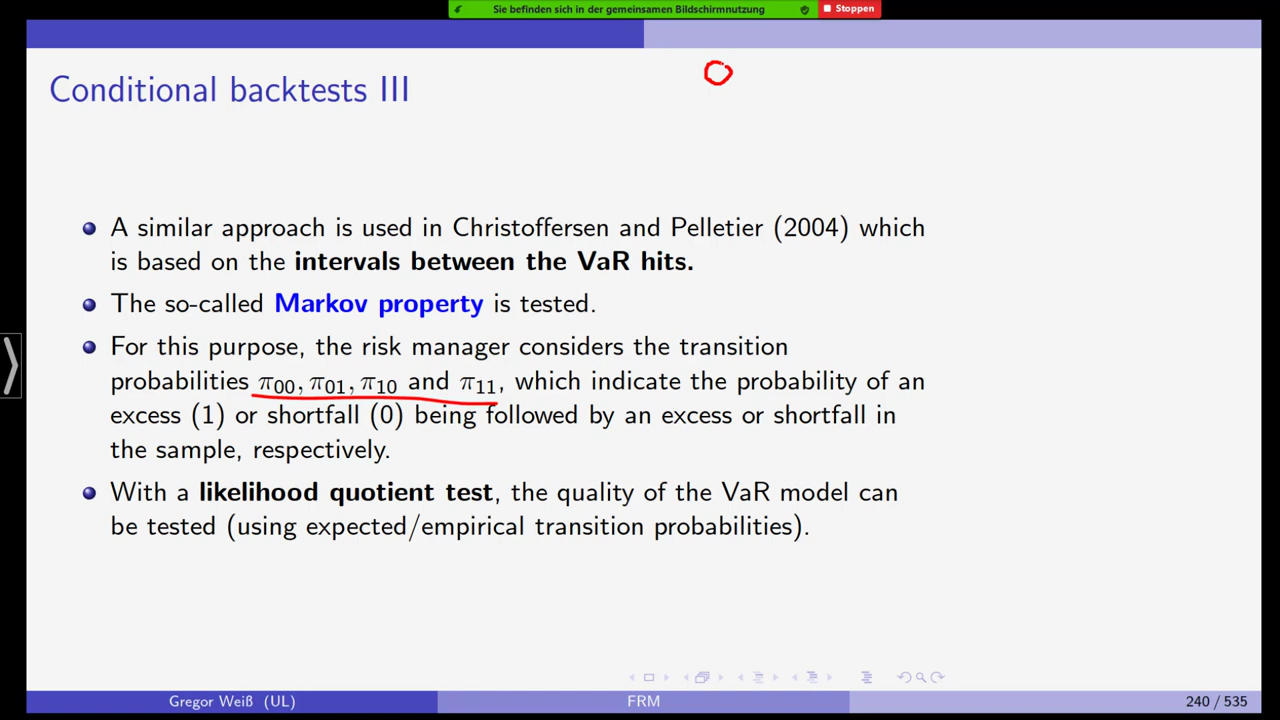 Sie befinden sich in der gemeinsamen Bildschirmnutzung
Stoppen
Conditional backtests III
A similar approach is used in Christoffersen and Pelletier (2004) which
is based on the intervals between the VaR hits.
The so-called Markov property is tested.
For this purpose, the risk manager considers the transition
probabilities π₀₀, π₀₁, π₁₀ and π₁₁, which indicate the probability of an
excess (1) or shortfall (0) being followed by an excess or shortfall in
the sample, respectively.
With a likelihood quotient test, the quality of the VaR model can
be tested (using expected/empirical transition probabilities).
Gregor Weiß (UL)
FRM
240 / 535